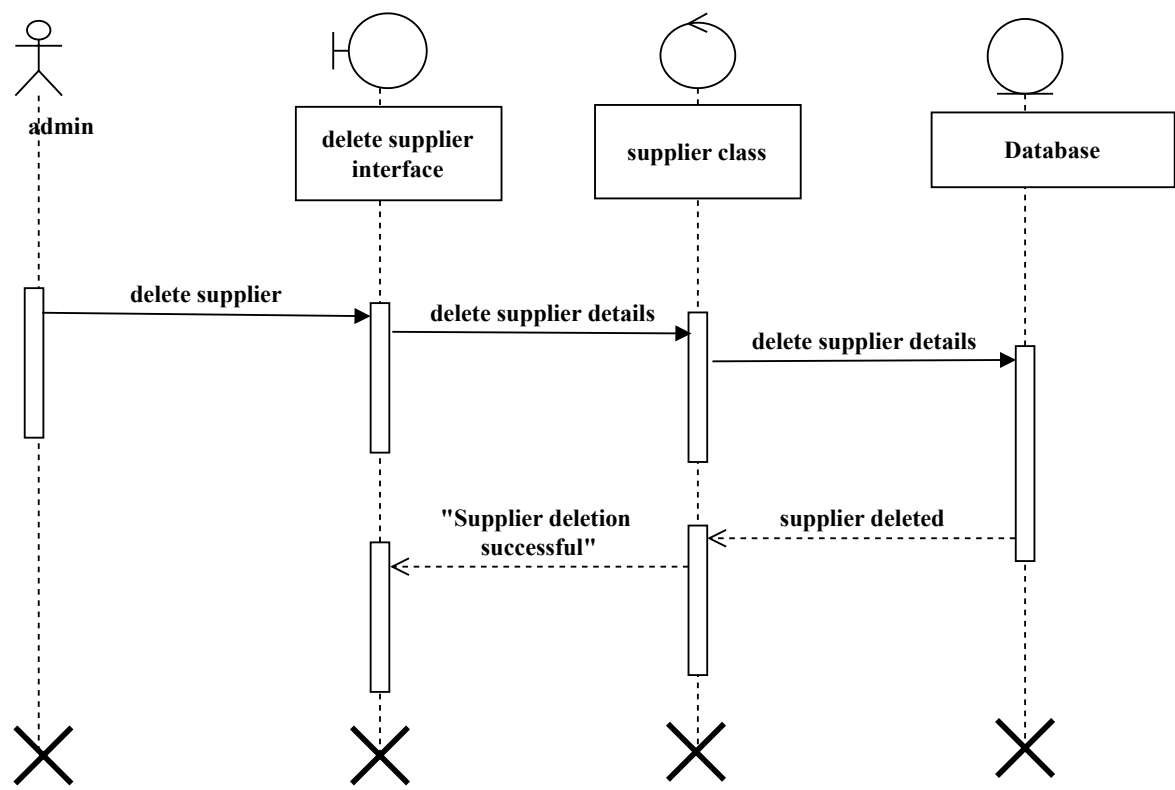 admin
delete supplier
interface
supplier class
Database
delete supplier
delete supplier details
delete supplier details
"Supplier deletion
successful"
supplier deleted